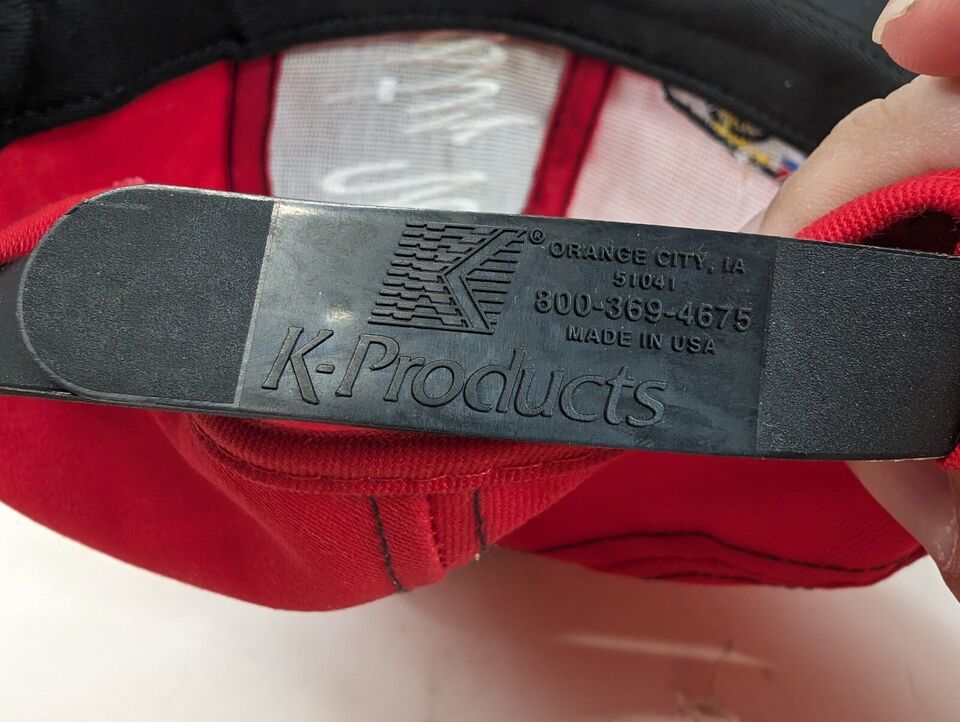 K®
ORANGE CITY, IA
51041
800-369-4675
MADE IN USA
K-Products